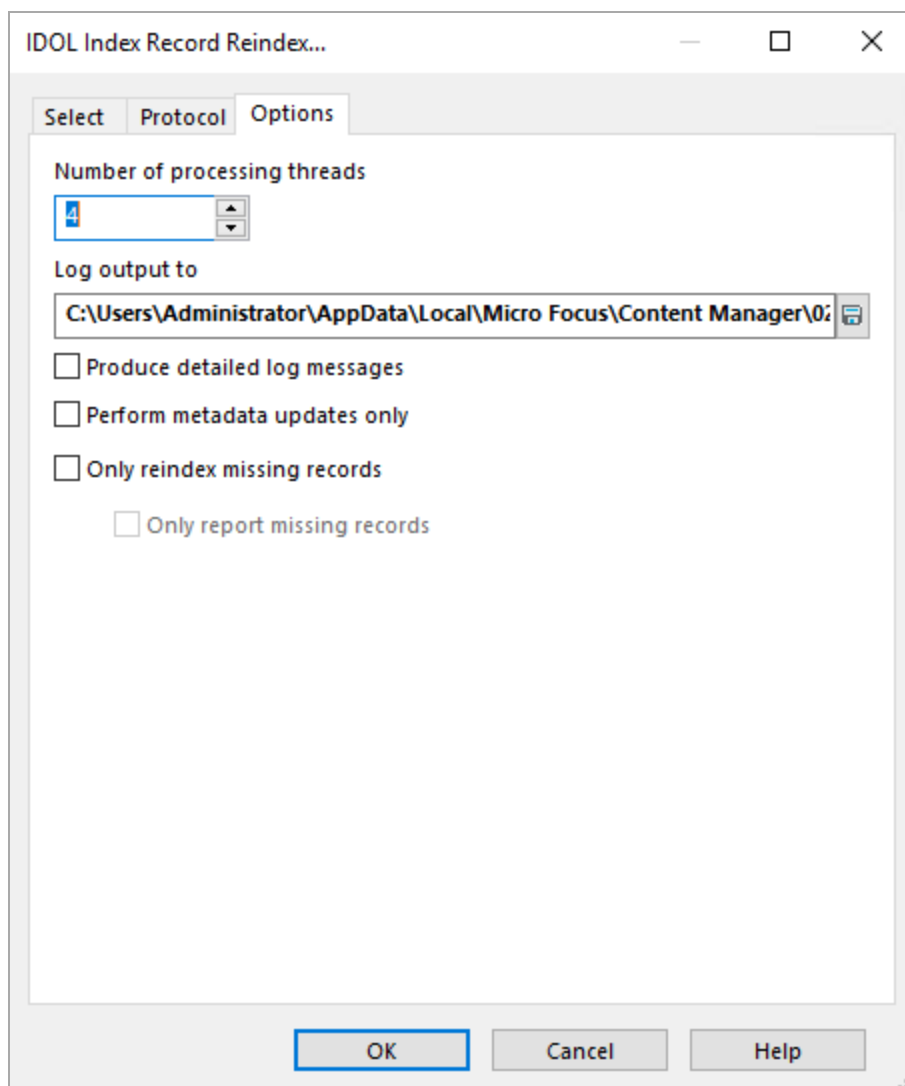 IDOL Index Record Reindex...
Select Protocol Options
Number of processing threads
4
Log output to
C:\Users\Administrator\AppData\Local\Micro Focus\Content Manager\02
Produce detailed log messages
Perform metadata updates only
Only reindex missing records
Only report missing records
OK Cancel Help